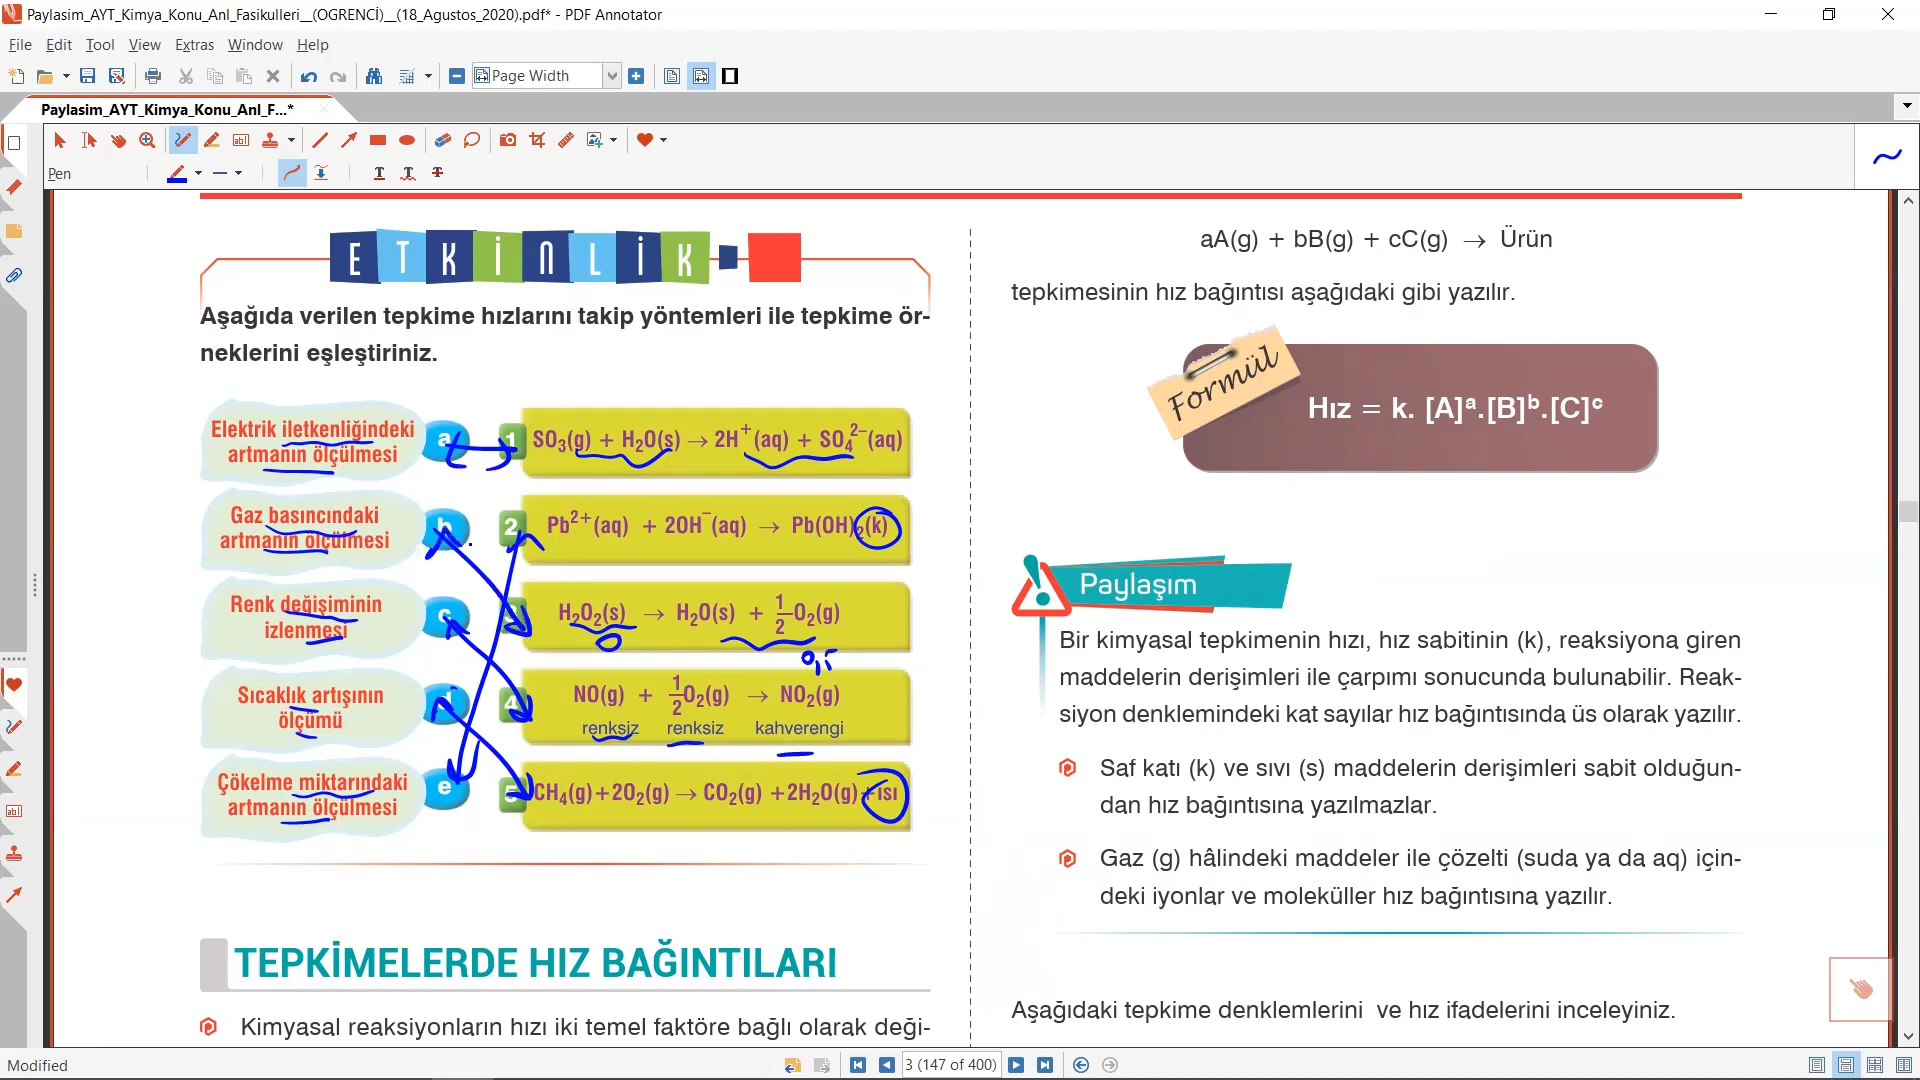 Paylasim_AYT_Kimya_Konu_Anl_Fasikulleri__(OGRENCİ)__(18_Agustos_2020).pdf* - PDF Annotator
File Edit Tool View Extras Window Help
Page Width
Paylasim_AYT_Kimya_Konu_Anl_F...*
Pen
ETKİNLİK
Aşağıda verilen tepkime hızlarını takip yöntemleri ile tepkime ör-
neklerini eşleştiriniz.
Elektrik iletkenliğindeki
artmanın ölçülmesi
a
1
SO₃(g) + H₂O(s) → 2H⁺(aq) + SO₄²⁻(aq)
Gaz basıncındaki
artmanın ölçülmesi
b
2
Pb²⁺(aq) + 2OH⁻(aq) → Pb(OH)₂(k)
Renk değişiminin
izlenmesi
c
3
H₂O₂(s) → H₂O(s) + 1/2O₂(g)
0
0,5
Sıcaklık artışının
ölçümü
d
4
NO(g) + 1/2O₂(g) → NO₂(g)
renksiz renksiz kahverengi
Çökelme miktarındaki
artmanın ölçülmesi
e
5
CH₄(g)+2O₂(g) → CO₂(g) +2H₂O(g)+ısı
TEPKİMELERDE HIZ BAĞINTILARI
Kimyasal reaksiyonların hızı iki temel faktöre bağlı olarak deği-
aA(g) + bB(g) + cC(g) → Ürün
tepkimesinin hız bağıntısı aşağıdaki gibi yazılır.
Formül
Hız = k. [A]ᵃ.[B]ᵇ.[C]ᶜ
Paylaşım
Bir kimyasal tepkimenin hızı, hız sabitinin (k), reaksiyona giren
maddelerin derişimleri ile çarpımı sonucunda bulunabilir. Reak-
siyon denklemindeki kat sayılar hız bağıntısında üs olarak yazılır.
Saf katı (k) ve sıvı (s) maddelerin derişimleri sabit olduğun-
dan hız bağıntısına yazılmazlar.
Gaz (g) hâlindeki maddeler ile çözelti (suda ya da aq) için-
deki iyonlar ve moleküller hız bağıntısına yazılır.
Aşağıdaki tepkime denklemlerini ve hız ifadelerini inceleyiniz.
Modified
3 (147 of 400)